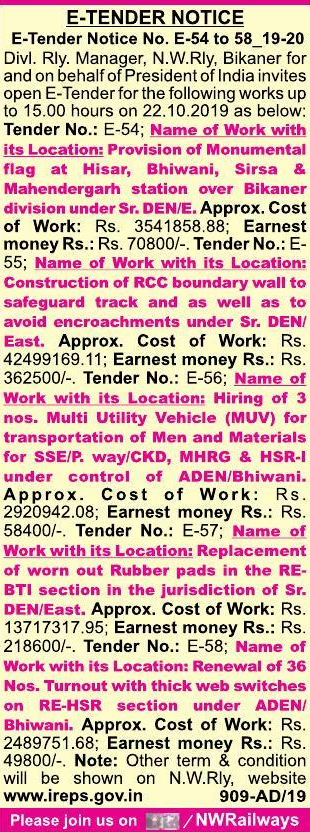 E-TENDER NOTICE
E-Tender Notice No. E-54 to 58_19-20
Divl. Rly. Manager, N.W.Rly, Bikaner for
and on behalf of President of India invites
open E-Tender for the following works up
to 15.00 hours on 22.10.2019 as below:
Tender No.: E-54; Name of Work with
its Location: Provision of Monumental
flag at Hisar, Bhiwani, Sirsa &
Mahendergarh station over Bikaner
division under Sr. DEN/E. Approx. Cost
of Work: Rs. 3541858.88; Earnest
money Rs.: Rs. 70800/-. Tender No.: E-
55; Name of Work with its Location:
Construction of RCC boundary wall to
safeguard track and as well as to
avoid encroachments under Sr. DEN/
East. Approx. Cost of Work: Rs.
42499169.11; Earnest money Rs.: Rs.
362500/-. Tender No.: E-56; Name of
Work with its Location: Hiring of 3
nos. Multi Utility Vehicle (MUV) for
transportation of Men and Materials
for SSE/P. way/CKD, MHRG & HSR-I
under control of ADEN/Bhiwani.
Approx. Cost of Work: Rs.
2920942.08; Earnest money Rs.: Rs.
58400/-. Tender No.: E-57; Name of
Work with its Location: Replacement
of worn out Rubber pads in the RE-
BTI section in the jurisdiction of Sr.
DEN/East. Approx. Cost of Work: Rs.
13717317.95; Earnest money Rs.: Rs.
218600/-. Tender No.: E-58; Name of
Work with its Location: Renewal of 36
Nos. Turnout with thick web switches
on RE-HSR section under ADEN/
Bhiwani. Approx. Cost of Work: Rs.
2489751.68; Earnest money Rs.: Rs.
49800/-. Note: Other term & condition
will be shown on N.W.Rly, website
www.ireps.gov.in 909-AD/19
Please join us on /NWRailways